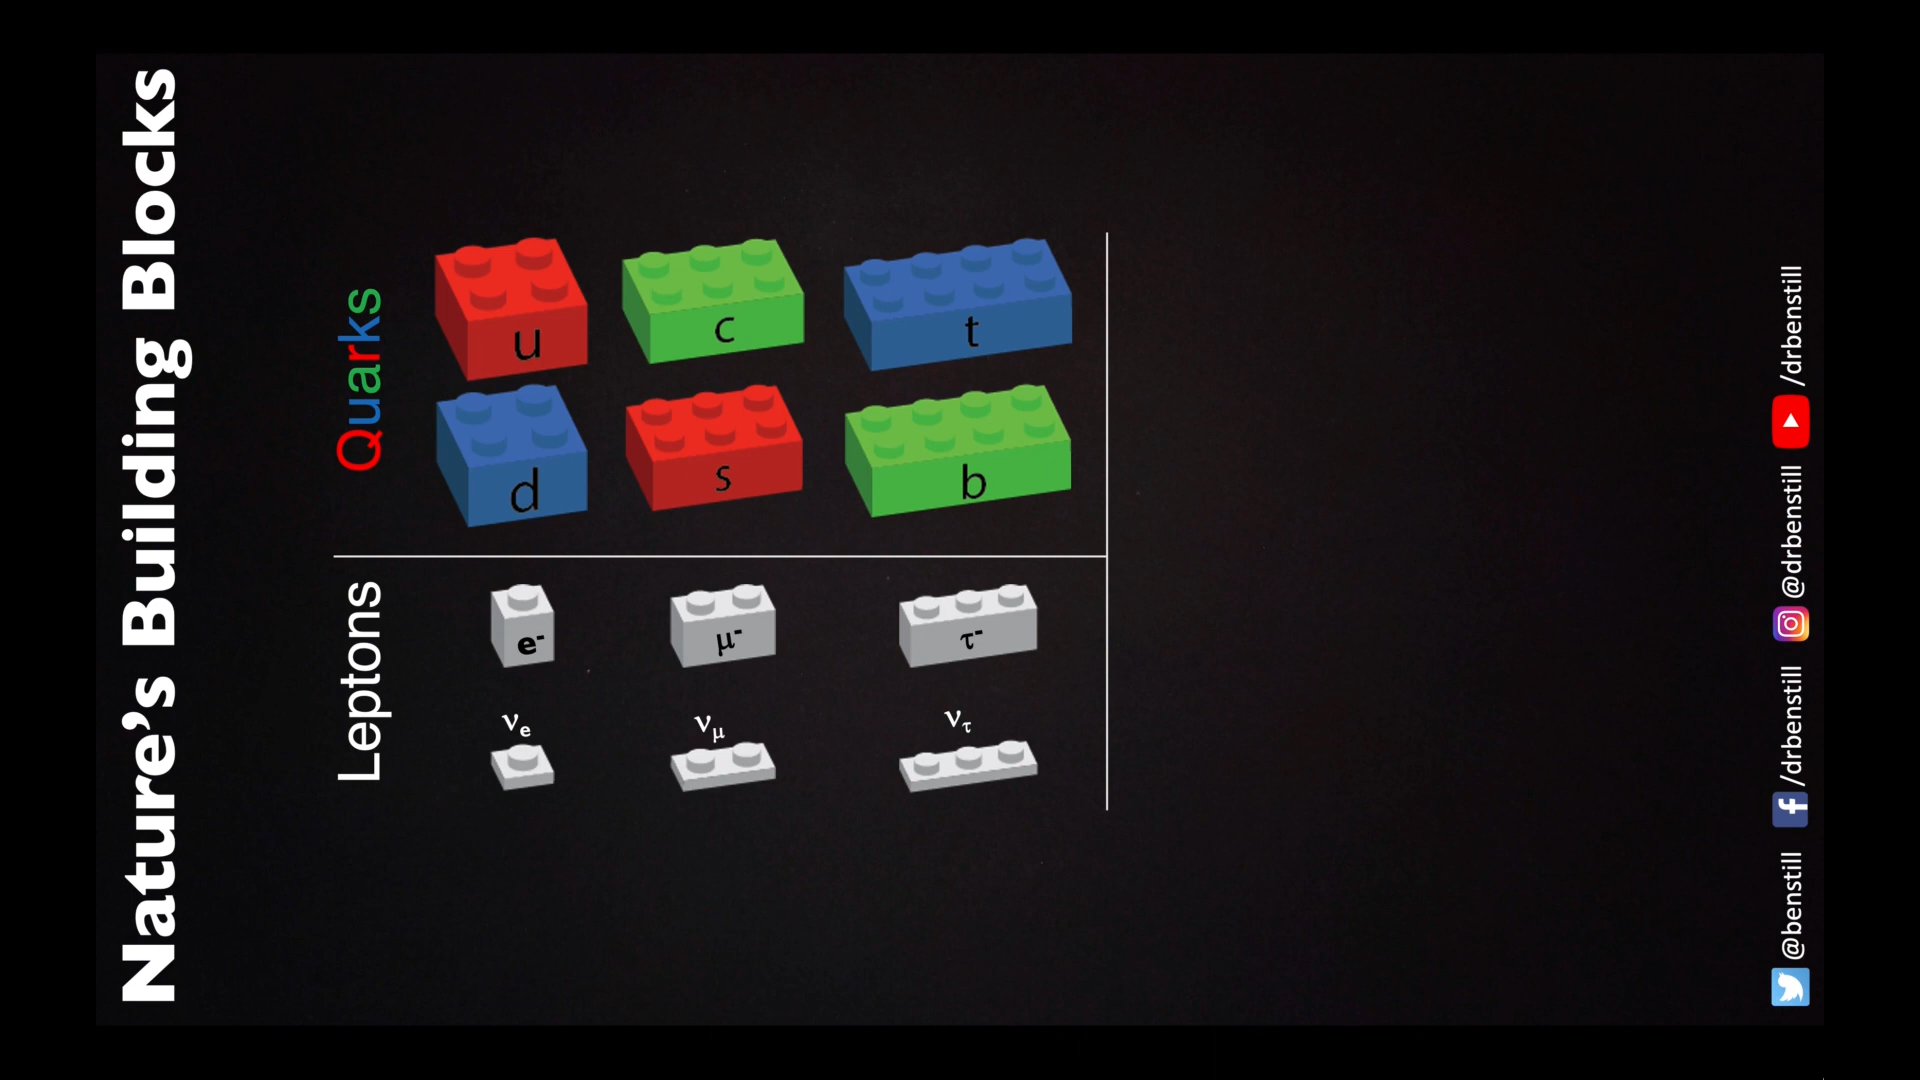 Nature's Building Blocks
Quarks
u c t
d s b
Leptons
e- μ- τ-
νe νμ ντ
@benstill
/drbenstill
@drbenstill
/drbenstill